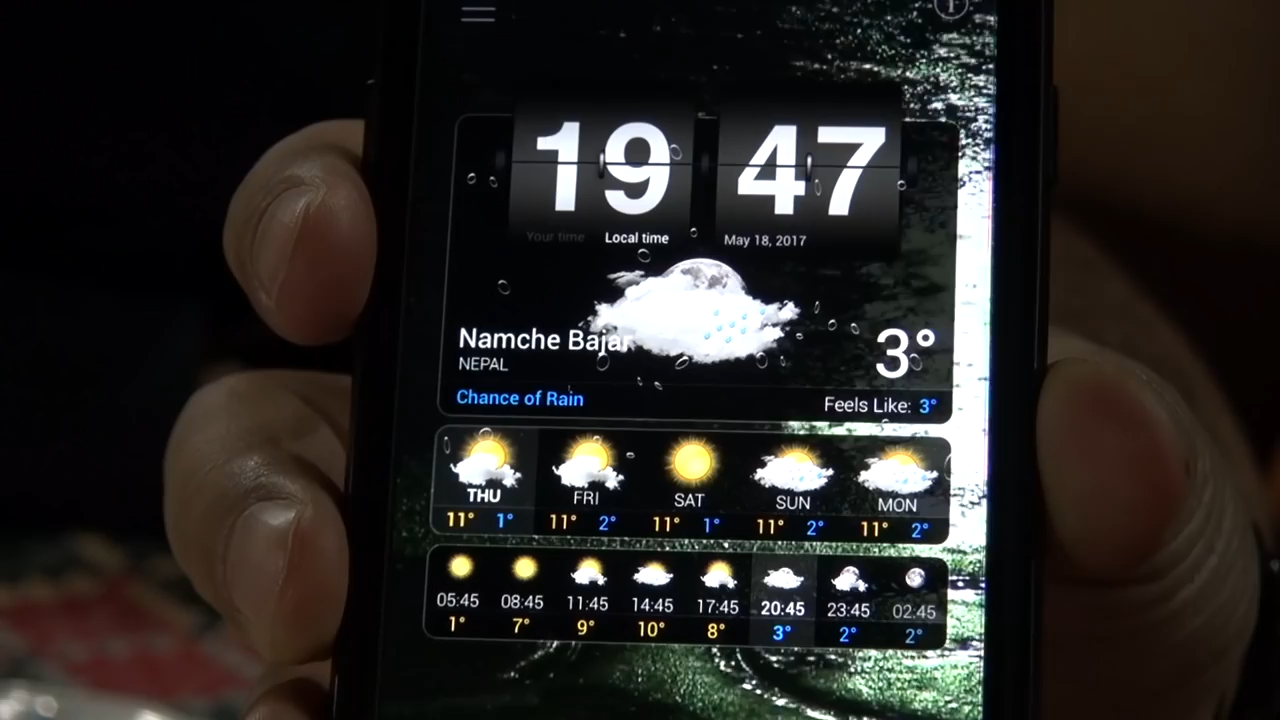 19 47
Your time Local time May 18, 2017
Namche Bajar
NEPAL
3°
Chance of Rain Feels Like: 3°
THU FRI SAT SUN MON
11° 1° 11° 2° 11° 1° 11° 2° 11° 2°
05:45 08:45 11:45 14:45 17:45 20:45 23:45 02:45
1° 7° 9° 10° 8° 3° 2° 2°